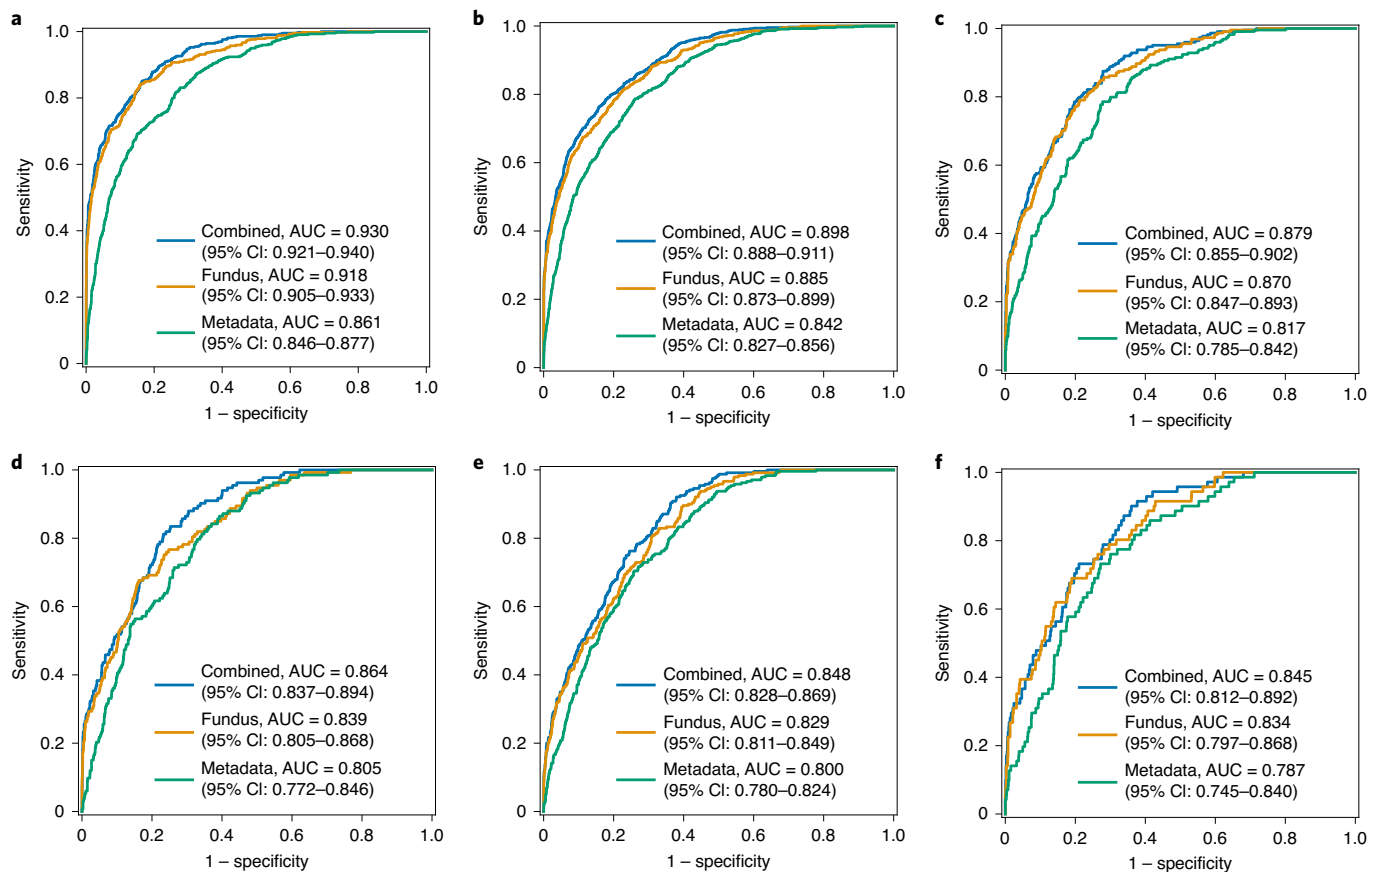 a
1.0
0.8
0.6
0.4
0.2
0
Sensitivity
Combined, AUC = 0.930
(95% CI: 0.921–0.940)
Fundus, AUC = 0.918
(95% CI: 0.905–0.933)
Metadata, AUC = 0.861
(95% CI: 0.846–0.877)
0 0.2 0.4 0.6 0.8 1.0
1 – specificity
b
1.0
0.8
0.6
0.4
0.2
0
Sensitivity
Combined, AUC = 0.898
(95% CI: 0.888–0.911)
Fundus, AUC = 0.885
(95% CI: 0.873–0.899)
Metadata, AUC = 0.842
(95% CI: 0.827–0.856)
0 0.2 0.4 0.6 0.8 1.0
1 – specificity
c
1.0
0.8
0.6
0.4
0.2
0
Sensitivity
Combined, AUC = 0.879
(95% CI: 0.855–0.902)
Fundus, AUC = 0.870
(95% CI: 0.847–0.893)
Metadata, AUC = 0.817
(95% CI: 0.785–0.842)
0 0.2 0.4 0.6 0.8 1.0
1 – specificity
d
1.0
0.8
0.6
0.4
0.2
0
Sensitivity
Combined, AUC = 0.864
(95% CI: 0.837–0.894)
Fundus, AUC = 0.839
(95% CI: 0.805–0.868)
Metadata, AUC = 0.805
(95% CI: 0.772–0.846)
0 0.2 0.4 0.6 0.8 1.0
1 – specificity
e
1.0
0.8
0.6
0.4
0.2
0
Sensitivity
Combined, AUC = 0.848
(95% CI: 0.828–0.869)
Fundus, AUC = 0.829
(95% CI: 0.811–0.849)
Metadata, AUC = 0.800
(95% CI: 0.780–0.824)
0 0.2 0.4 0.6 0.8 1.0
1 – specificity
f
1.0
0.8
0.6
0.4
0.2
0
Sensitivity
Combined, AUC = 0.845
(95% CI: 0.812–0.892)
Fundus, AUC = 0.834
(95% CI: 0.797–0.868)
Metadata, AUC = 0.787
(95% CI: 0.745–0.840)
0 0.2 0.4 0.6 0.8 1.0
1 – specificity